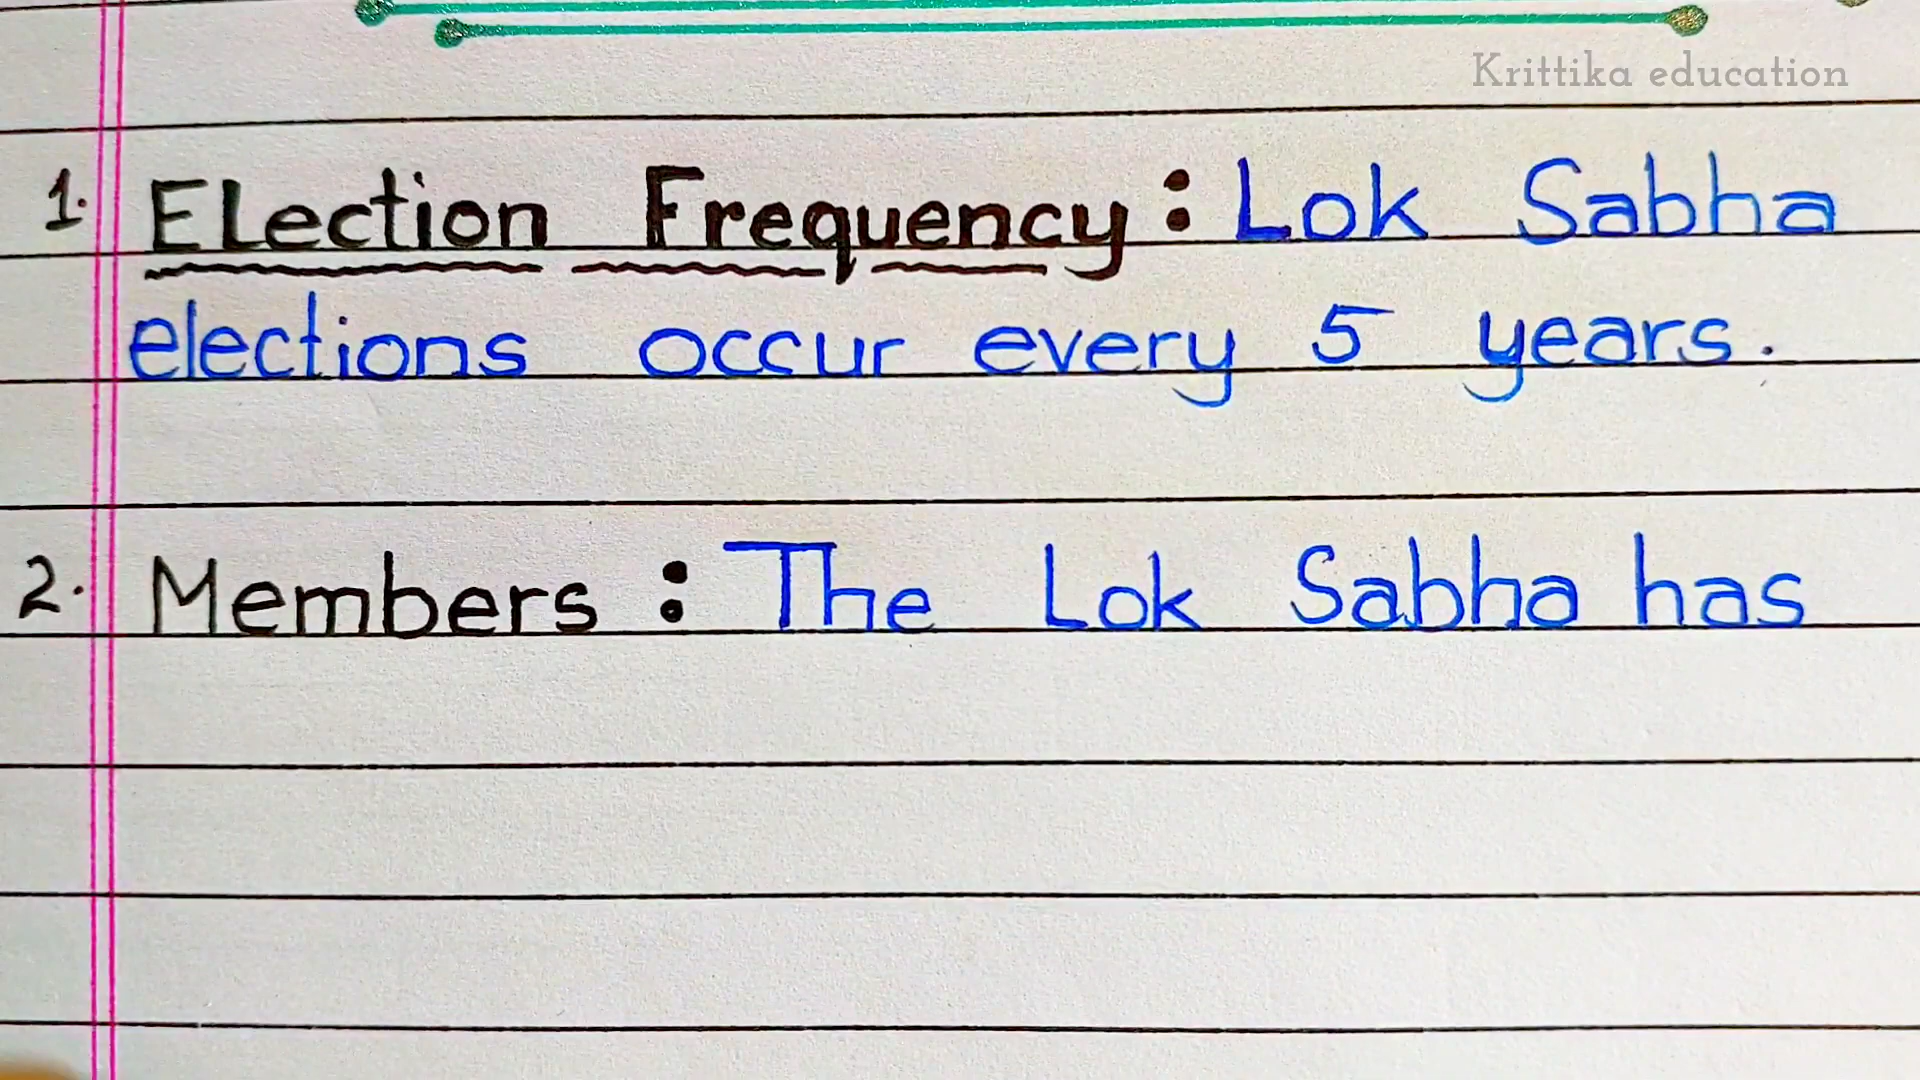 Krittika education
1. Election Frequency : Lok Sabha
elections occur every 5 years.
2. Members : The Lok Sabha has